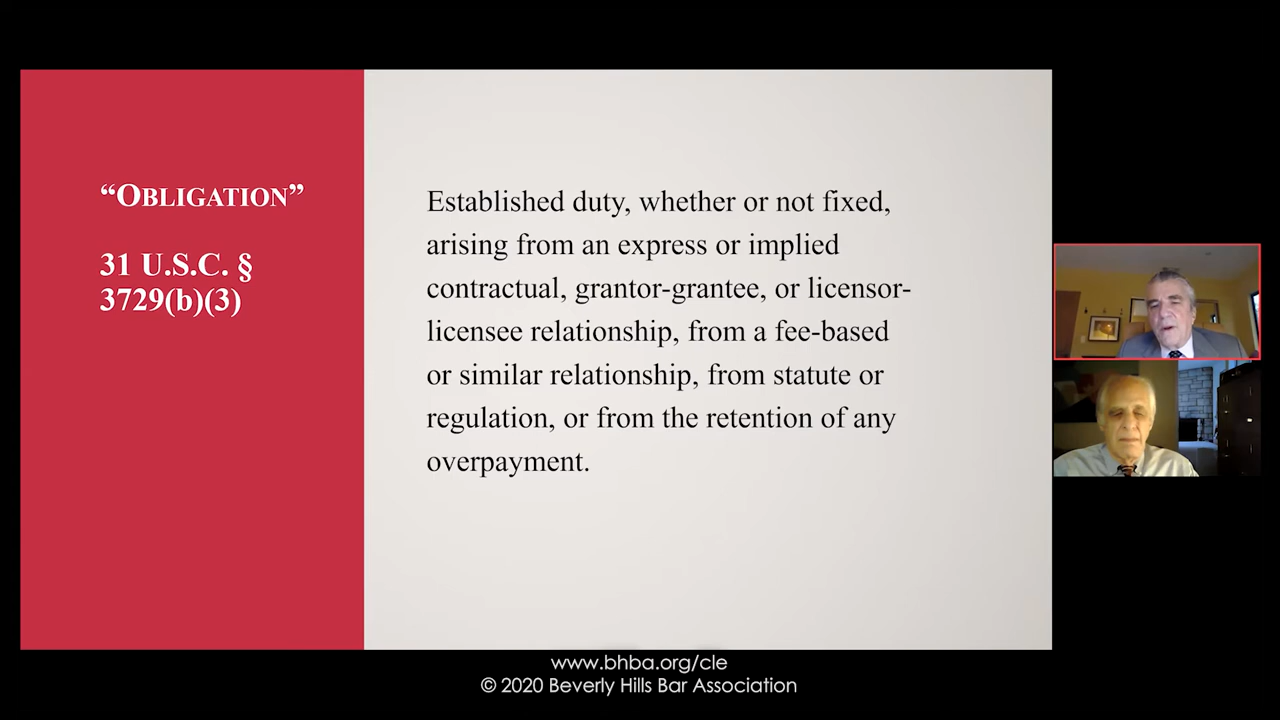 “OBLIGATION”
31 U.S.C. §
3729(b)(3)
Established duty, whether or not fixed,
arising from an express or implied
contractual, grantor-grantee, or licensor-
licensee relationship, from a fee-based
or similar relationship, from statute or
regulation, or from the retention of any
overpayment.
www.bhba.org/cle
© 2020 Beverly Hills Bar Association